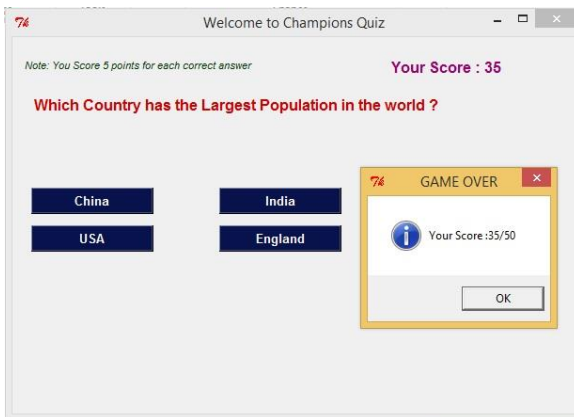 Welcome to Champions Quiz
Note: You Score 5 points for each correct answer
Your Score : 35
Which Country has the Largest Population in the world ?
China
India
USA
England
GAME OVER
Your Score :35/50
OK